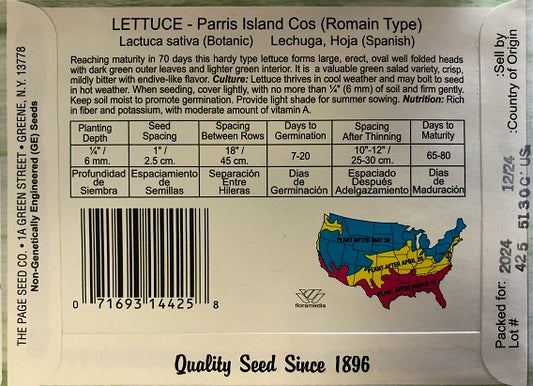 LETTUCE - Parris Island Cos (Romain Type)
Lactuca sativa (Botanic) Lechuga, Hoja (Spanish)
Reaching maturity in 70 days this hardy type lettuce forms large, erect, oval well folded heads
with dark green outer leaves and lighter green interior. It is a valuable green salad variety, crisp,
mildly bitter with endive-like flavor. Culture: Lettuce thrives in cool weather and may bolt to seed
in hot weather. When seeding, cover lightly, with no more than ¼" (6 mm) of soil and firm gently.
Keep soil moist to promote germination. Provide light shade for summer sowing. Nutrition: Rich
in fiber and potassium, with moderate amount of vitamin A.
Planting Depth Seed Spacing Spacing Between Rows Days to Germination Spacing After Thinning Days to Maturity
¼" / 6 mm. 1" / 2.5 cm. 18" / 45 cm. 7-20 10"-12" / 25-30 cm. 65-80
Profundidad de Siembra Espaciamiento de Semillas Separación Entre Hileras Dias de Germinación Espaciado Después Adelgazamiento Dias de Maduración
PLANT AFTER MAY 30
PLANT AFTER APRIL
PLANT AFTER MARCH
floramedia
0 71693 14425 8
Quality Seed Since 1896
THE PAGE SEED CO. • 1A GREEN STREET • GREENE, N.Y. 13778
Non-Genetically Engineered (GE) Seeds
Packed for: 2024 12/24 :Sell by
Lot # 425 5130C US :Country of Origin